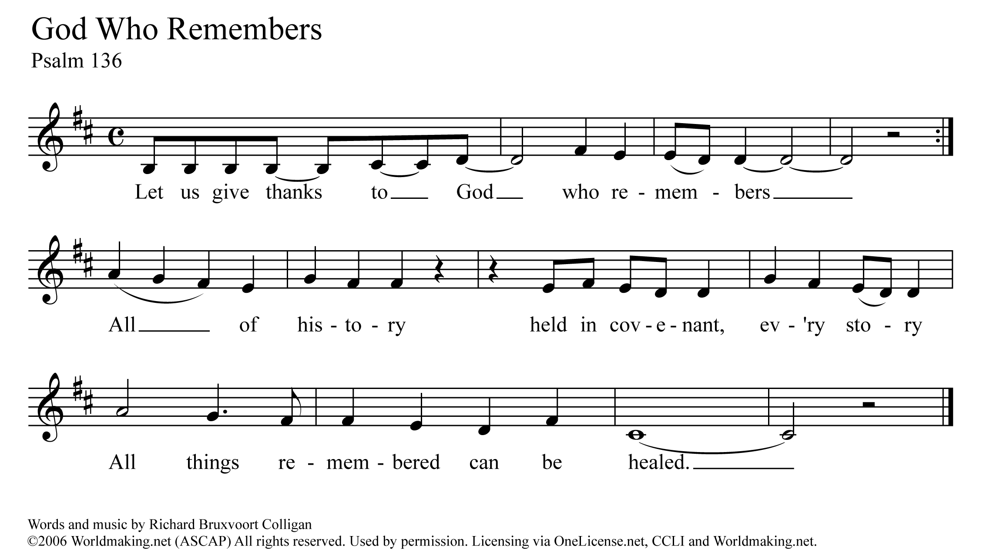 God Who Remembers
Psalm 136
Let us give thanks to God who re - mem - bers
All of his - to - ry held in cov - e - nant, ev - 'ry sto - ry
All things re - mem - bered can be healed.
Words and music by Richard Bruxvoort Colligan
©2006 Worldmaking.net (ASCAP) All rights reserved. Used by permission. Licensing via OneLicense.net, CCLI and Worldmaking.net.